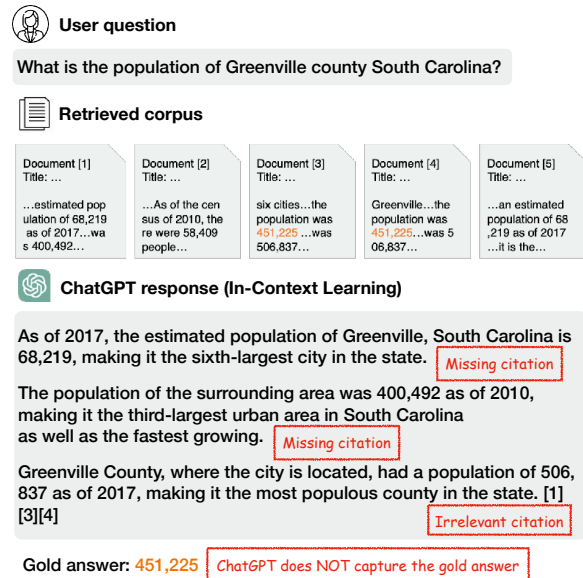 User question
What is the population of Greenville county South Carolina?
Retrieved corpus
Document [1]
Title: ...
...estimated pop
ulation of 68,219
as of 2017...wa
s 400,492...
Document [2]
Title: ...
...As of the cen
sus of 2010, the
re were 58,409
people...
Document [3]
Title: ...
six cities...the
population was
451,225 ...was
506,837...
Document [4]
Title: ...
Greenville...the
population was
451,225...was 5
06,837...
Document [5]
Title: ...
...an estimated
population of 68
,219 as of 2017
...it is the...
ChatGPT response (In-Context Learning)
As of 2017, the estimated population of Greenville, South Carolina is
68,219, making it the sixth-largest city in the state. Missing citation
The population of the surrounding area was 400,492 as of 2010,
making it the third-largest urban area in South Carolina
as well as the fastest growing. Missing citation
Greenville County, where the city is located, had a population of 506,
837 as of 2017, making it the most populous county in the state. [1]
[3][4] Irrelevant citation
Gold answer: 451,225 ChatGPT does NOT capture the gold answer